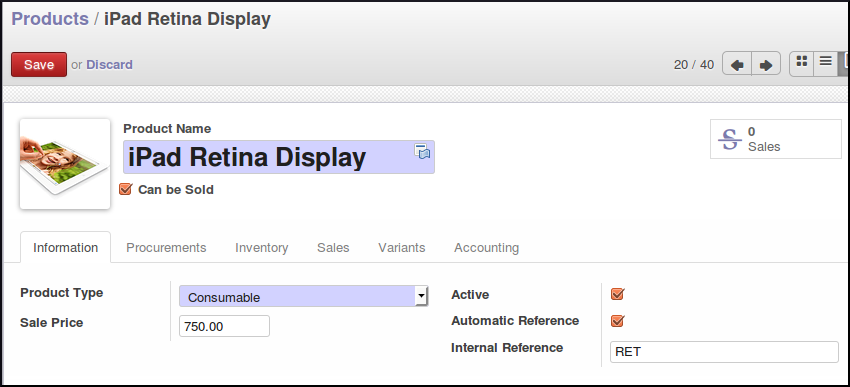 Products / iPad Retina Display
Save or Discard
20 / 40
Product Name
iPad Retina Display
0
Sales
Can be Sold
Information Procurements Inventory Sales Variants Accounting
Product Type Consumable
Active
Sale Price 750.00
Automatic Reference
Internal Reference RET